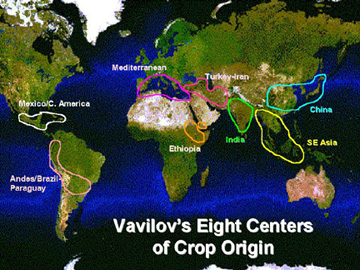 Mediterranean
Turkey-Iran
Mexico/C. America
China
India
SE Asia
Ethiopia
Andes/Brazil-
Paraguay
Vavilov's Eight Centers
of Crop Origin